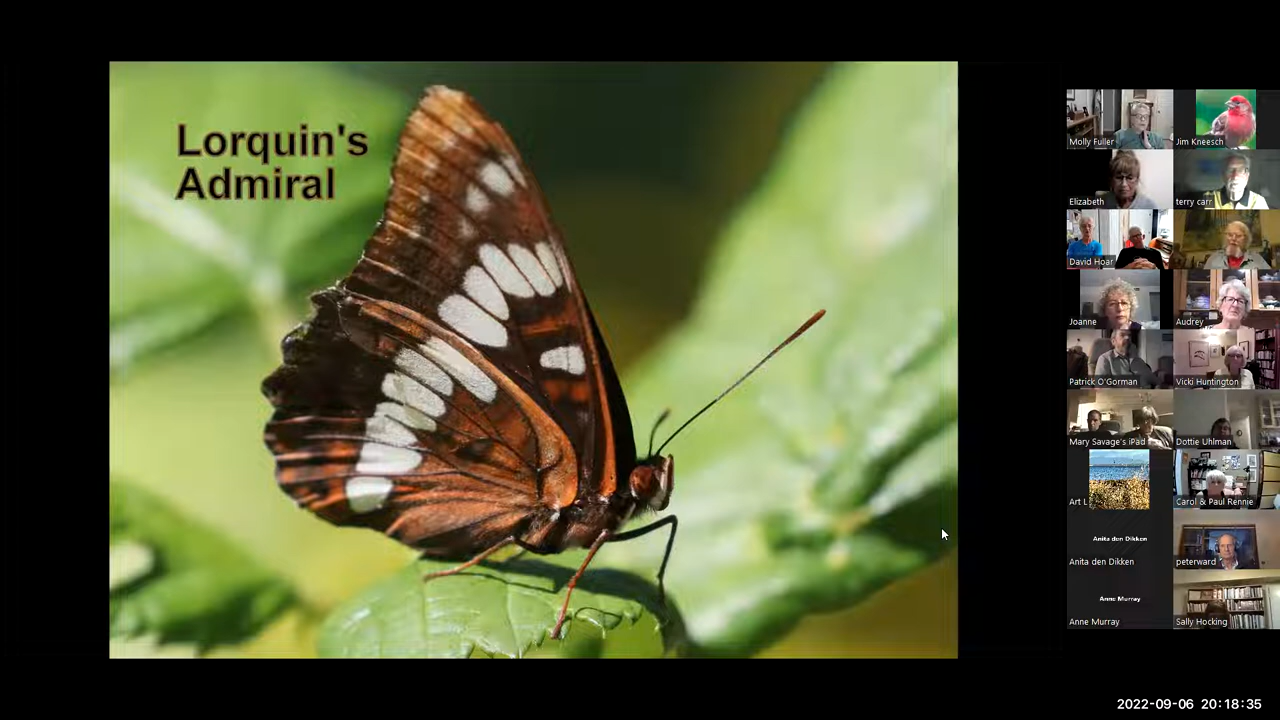 Lorquin's
Admiral
Molly Fuller
Jim Kneesch
Elizabeth
terry carr
David Hoar
Joanne
Audrey
Patrick O'Gorman
Vicki Huntington
Mary Savage's iPad
Dottie Uhlman
Art L
Carol & Paul Rennie
Anita den Dikken
Anita den Dikken
peterward
Anne Murray
Anne Murray
Sally Hocking
2022-09-06 20:18:35